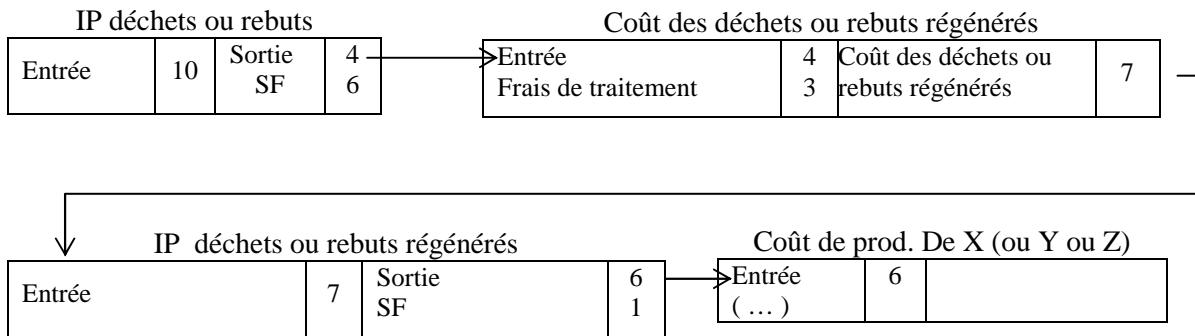 IP déchets ou rebuts
Entrée 10 Sortie 4
SF 6
Coût des déchets ou rebuts régénérés
Entrée 4 Coût des déchets ou 7
Frais de traitement 3 rebuts régénérés
IP déchets ou rebuts régénérés
Entrée 7 Sortie 6
SF 1
Coût de prod. De X (ou Y ou Z)
Entrée 6
( … )